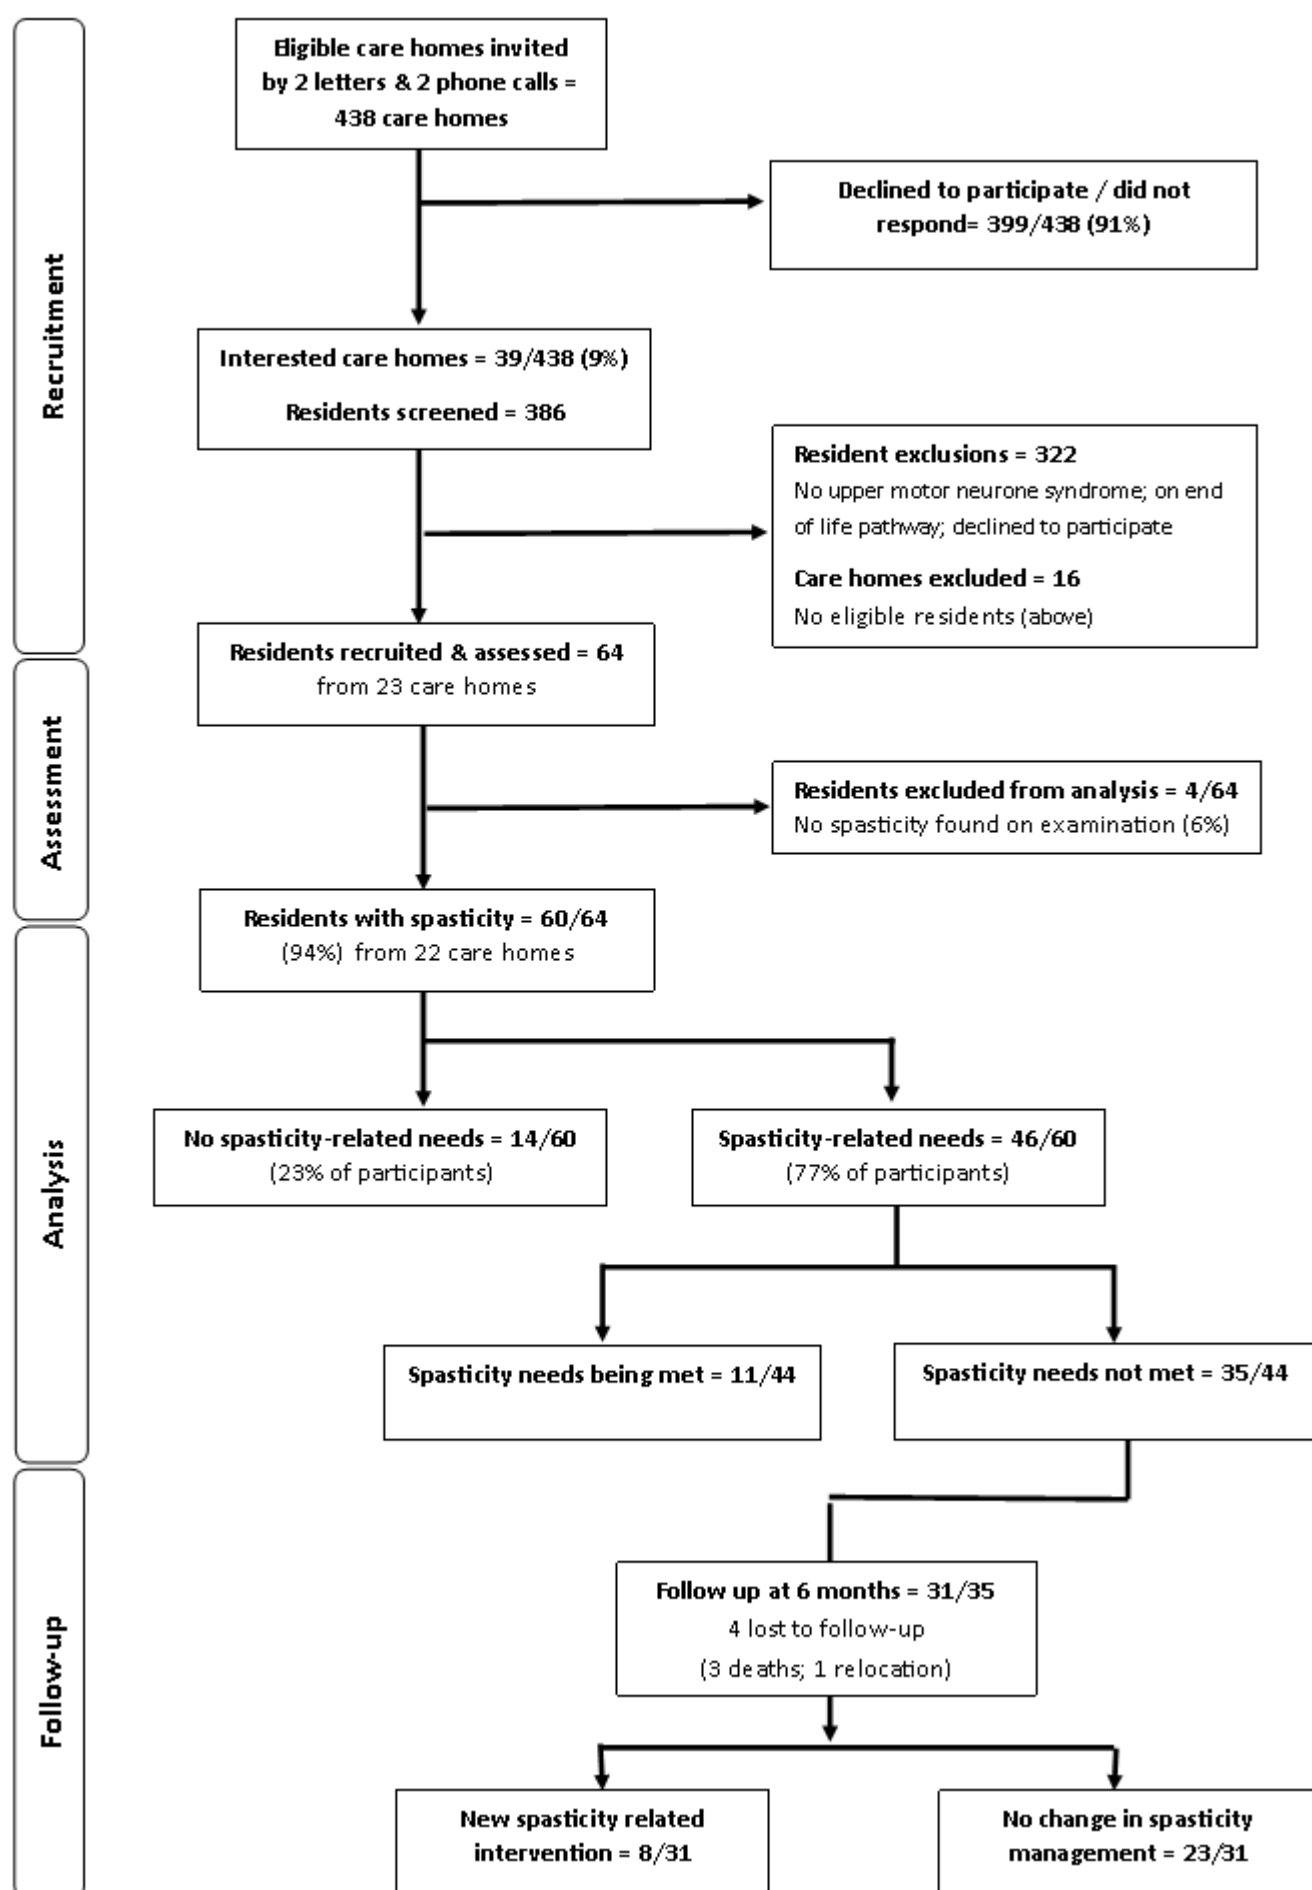 Recruitment
Eligible care homes invited
by 2 letters & 2 phone calls =
438 care homes
Declined to participate / did not
respond= 399/438 (91%)
Interested care homes = 39/438 (9%)
Residents screened = 386
Resident exclusions = 322
No upper motor neurone syndrome; on end
of life pathway; declined to participate
Care homes excluded = 16
No eligible residents (above)
Residents recruited & assessed = 64
from 23 care homes
Assessment
Residents excluded from analysis = 4/64
No spasticity found on examination (6%)
Residents with spasticity = 60/64
(94%) from 22 care homes
Analysis
No spasticity-related needs = 14/60
(23% of participants)
Spasticity-related needs = 46/60
(77% of participants)
Spasticity needs being met = 11/44
Spasticity needs not met = 35/44
Follow-up
Follow up at 6 months = 31/35
4 lost to follow-up
(3 deaths; 1 relocation)
New spasticity related
intervention = 8/31
No change in spasticity
management = 23/31